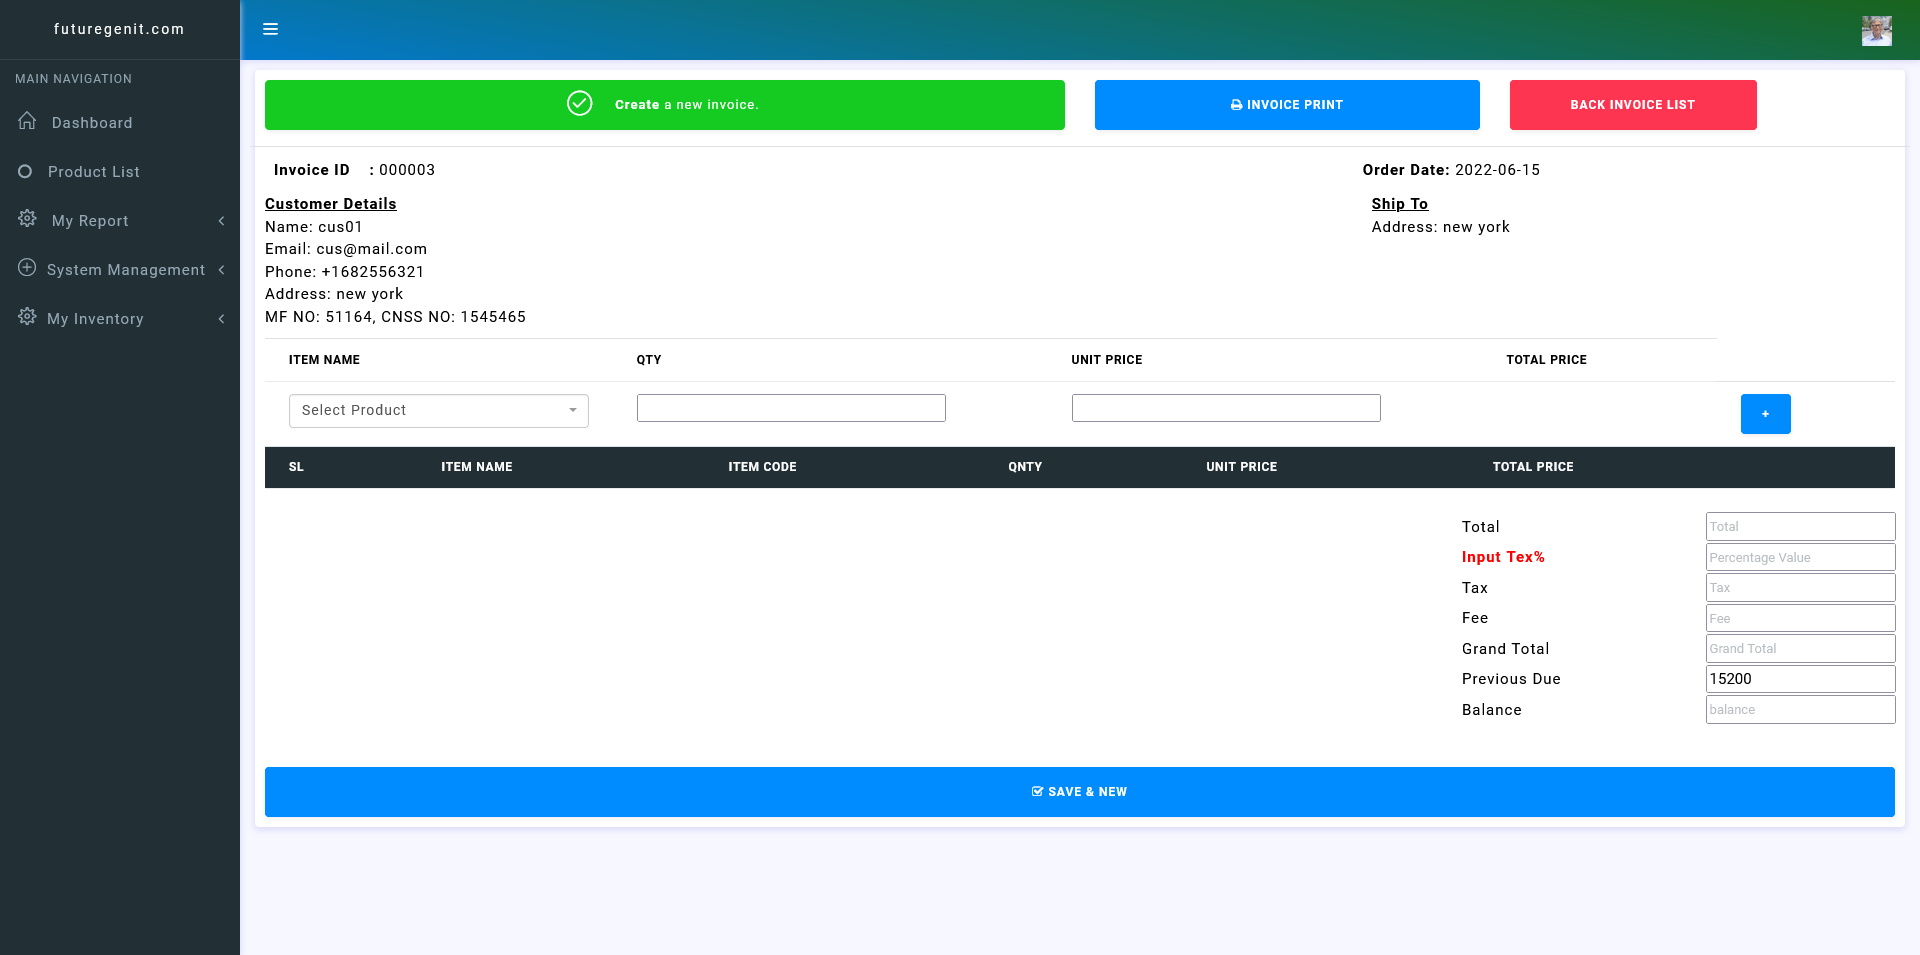 futuregenit.com
MAIN NAVIGATION
Dashboard
Product List
My Report
System Management
My Inventory
Create a new invoice.
INVOICE PRINT
BACK INVOICE LIST
Invoice ID : 000003
Order Date: 2022-06-15
Customer Details
Name: cus01
Email: cus@mail.com
Phone: +1682556321
Address: new york
MF NO: 51164, CNSS NO: 1545465
Ship To
Address: new york
ITEM NAME QTY UNIT PRICE TOTAL PRICE
Select Product +
SL ITEM NAME ITEM CODE QNTY UNIT PRICE TOTAL PRICE
Total Total
Input Tex% Percentage Value
Tax Tax
Fee Fee
Grand Total Grand Total
Previous Due 15200
Balance balance
SAVE & NEW